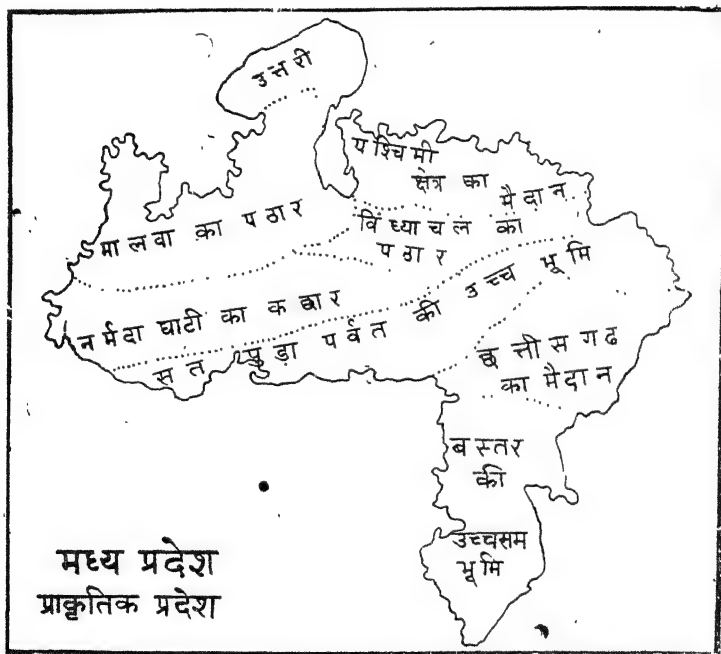 उत्तरी
पश्चिमी
क्षेत्र का
मैदान
मालवा का पठार
विंध्याचल का
पठार
नर्मदा घाटी का कछार
सतपुड़ा पर्वत की उच्च भूमि
छत्तीसगढ
का मैदान
बस्तर
की
उच्चसम
भूमि
मध्य प्रदेश
प्राकृतिक प्रदेश